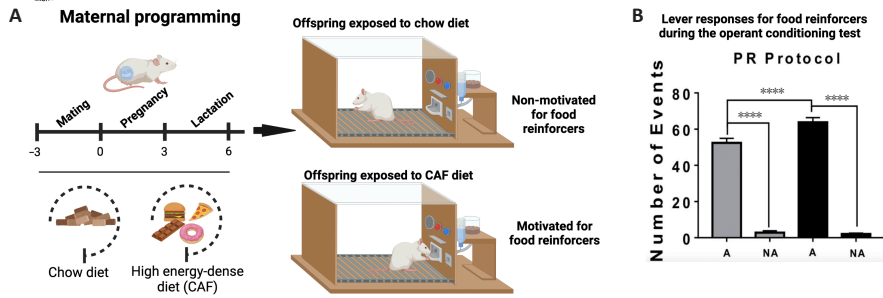 A
Maternal programming
Mating
Pregnancy
Lactation
-3 0 3 6
Chow diet
High energy-dense
diet (CAF)
Offspring exposed to chow diet
Non-motivated
for food
reinforcers
Offspring exposed to CAF diet
Motivated for
food reinforcers
B
Lever responses for food reinforcers
during the operant conditioning test
PR Protocol
Number of Events
80
60
40
20
0
****
****
****
A NA A NA